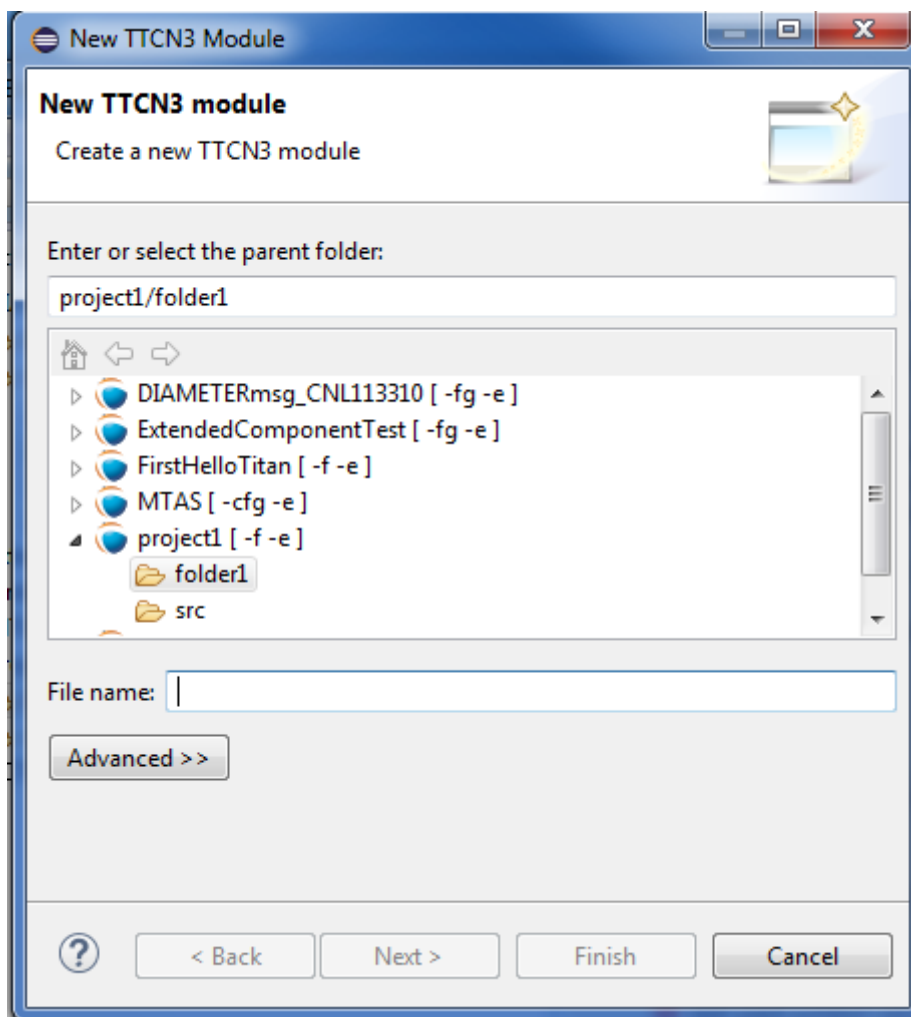 New TTCN3 Module
New TTCN3 module
Create a new TTCN3 module
Enter or select the parent folder:
project1/folder1
DIAMETERmsg_CNL113310 [ -fg -e ]
ExtendedComponentTest [ -fg -e ]
FirstHelloTitan [ -f -e ]
MTAS [ -cfg -e ]
project1 [ -f -e ]
folder1
src
File name:
Advanced >>
? < Back Next > Finish Cancel